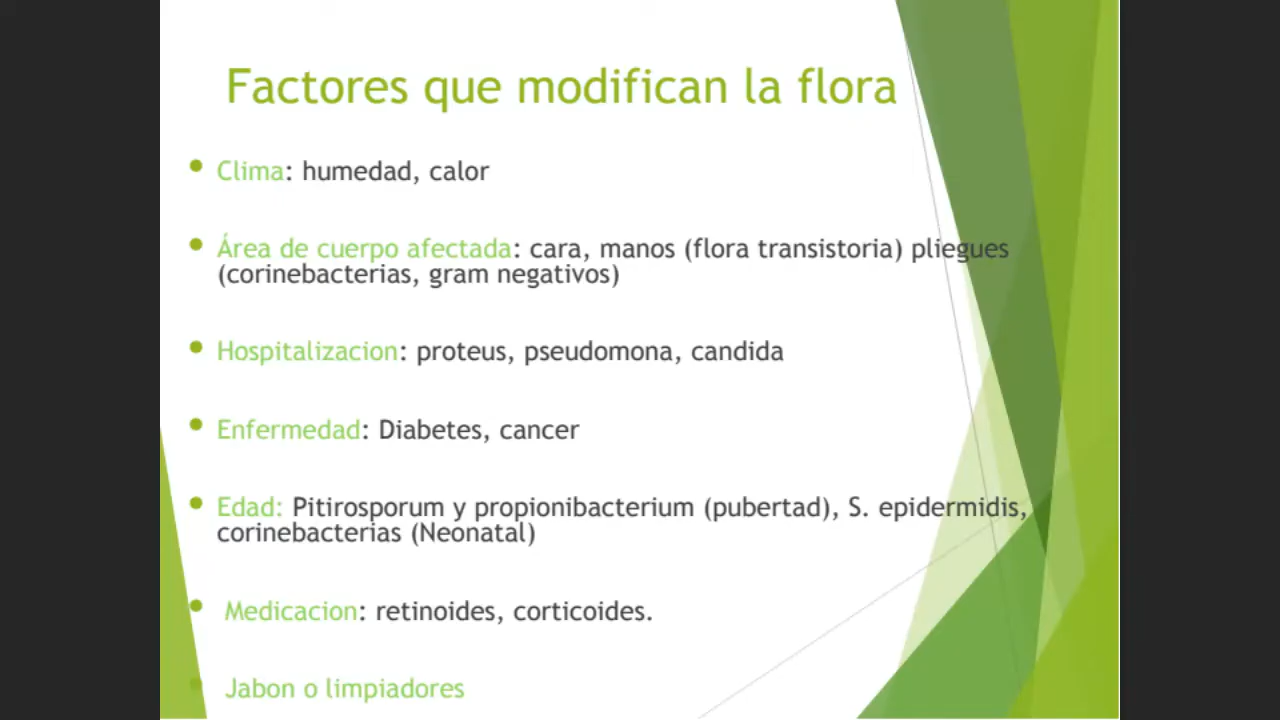 Factores que modifican la flora
• Clima: humedad, calor
• Área de cuerpo afectada: cara, manos (flora transistoria) pliegues
(corinebacterias, gram negativos)
• Hospitalizacion: proteus, pseudomona, candida
• Enfermedad: Diabetes, cancer
• Edad: Pitirosporum y propionibacterium (pubertad), S. epidermidis,
corinebacterias (Neonatal)
• Medicacion: retinoides, corticoides.
• Jabon o limpiadores